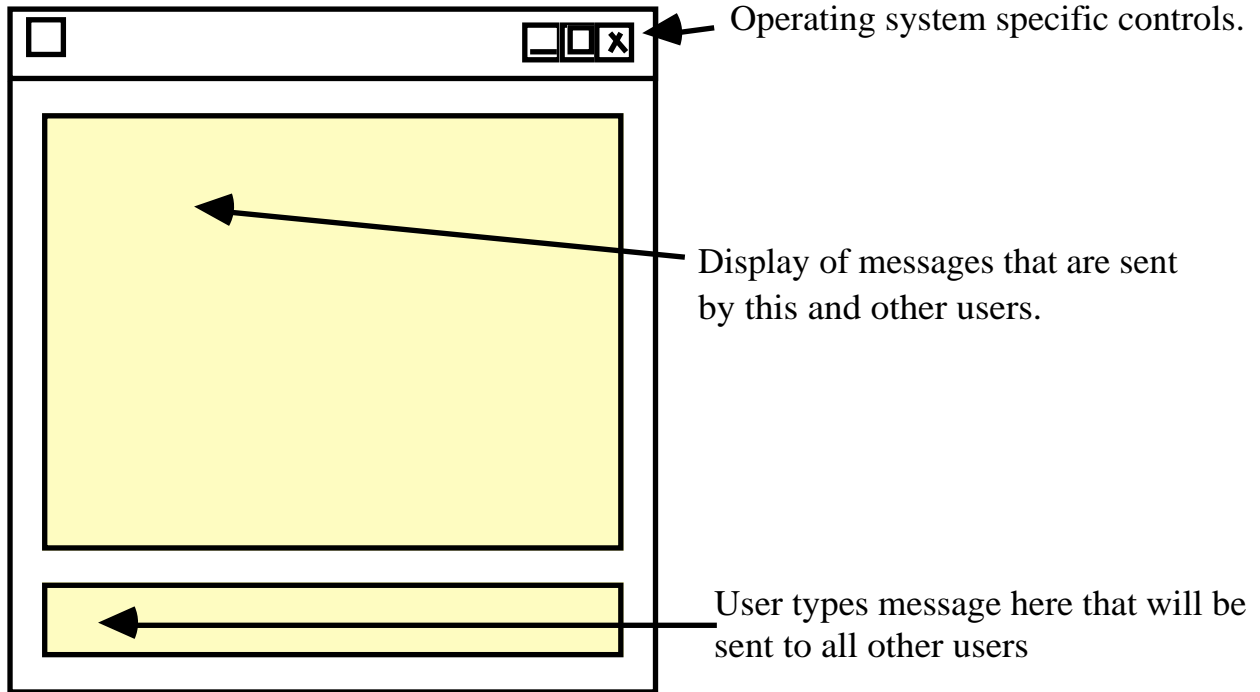 Operating system specific controls.
Display of messages that are sent
by this and other users.
User types message here that will be
sent to all other users